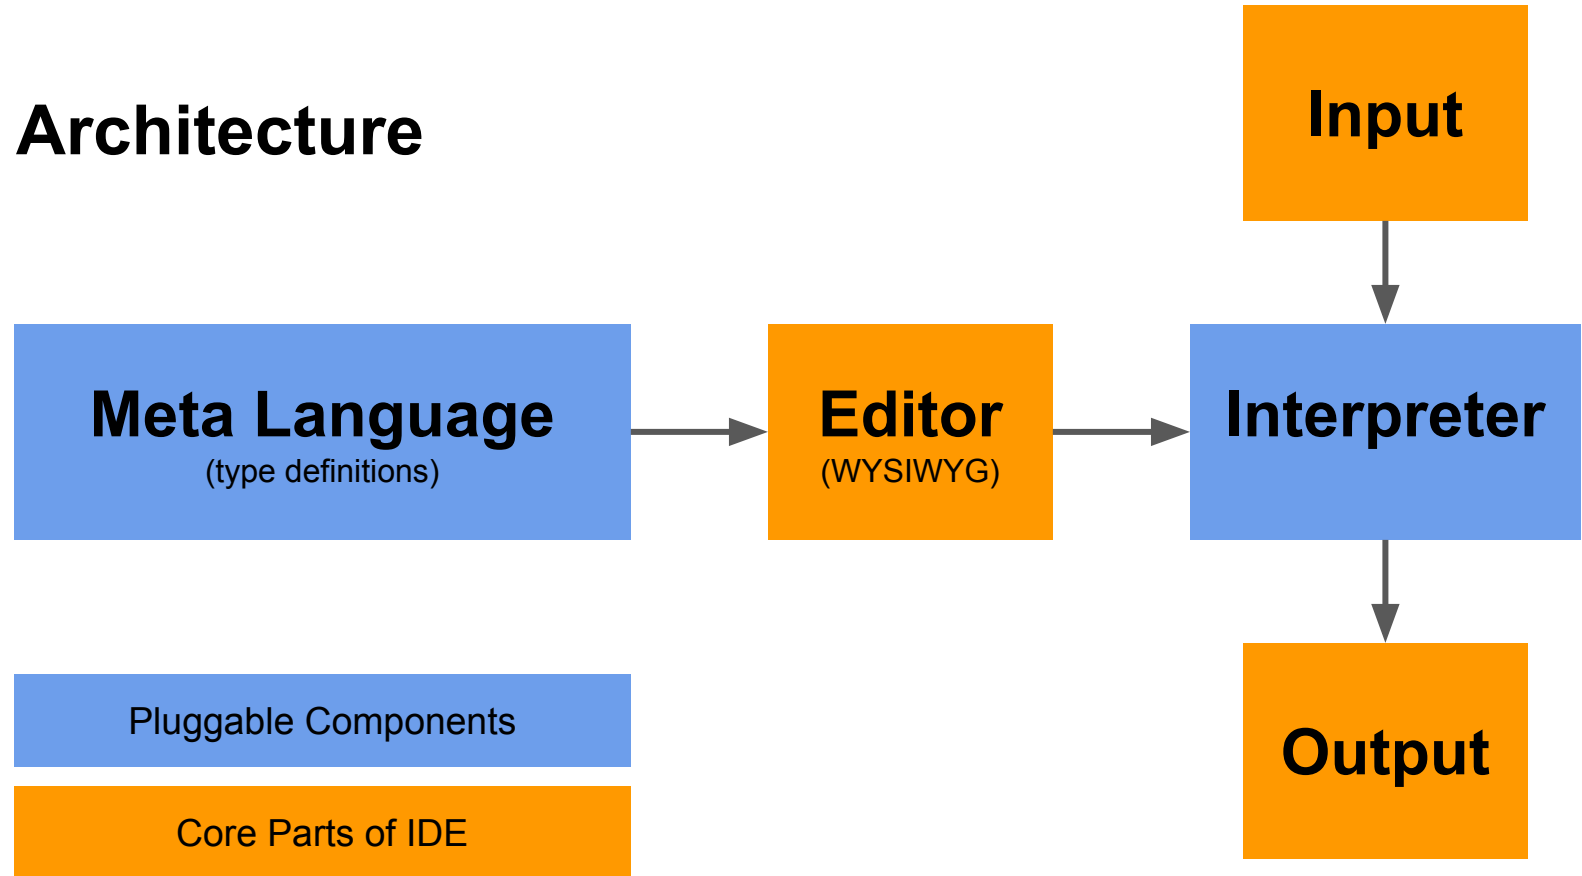 Architecture
Input
Meta Language
(type definitions)
Editor
(WYSIWYG)
Interpreter
Pluggable Components
Core Parts of IDE
Output